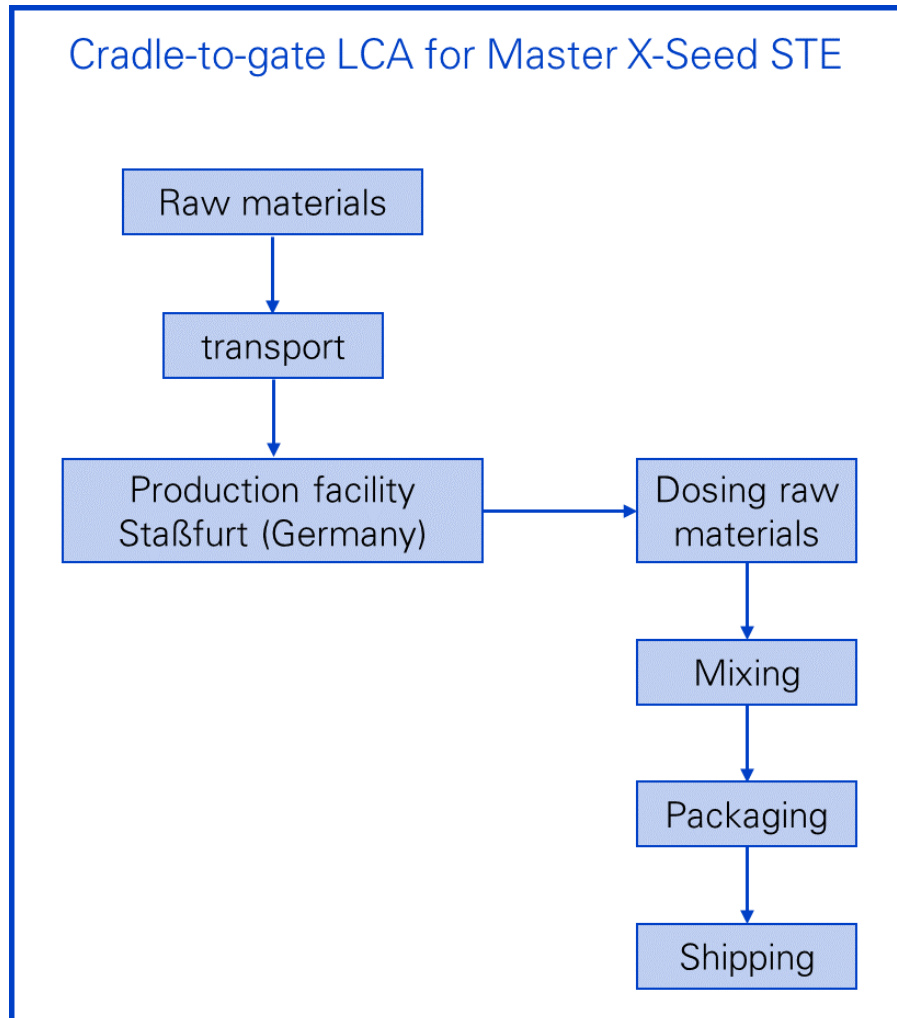 Cradle-to-gate LCA for Master X-Seed STE
Raw materials
transport
Production facility
Staßfurt (Germany)
Dosing raw
materials
Mixing
Packaging
Shipping